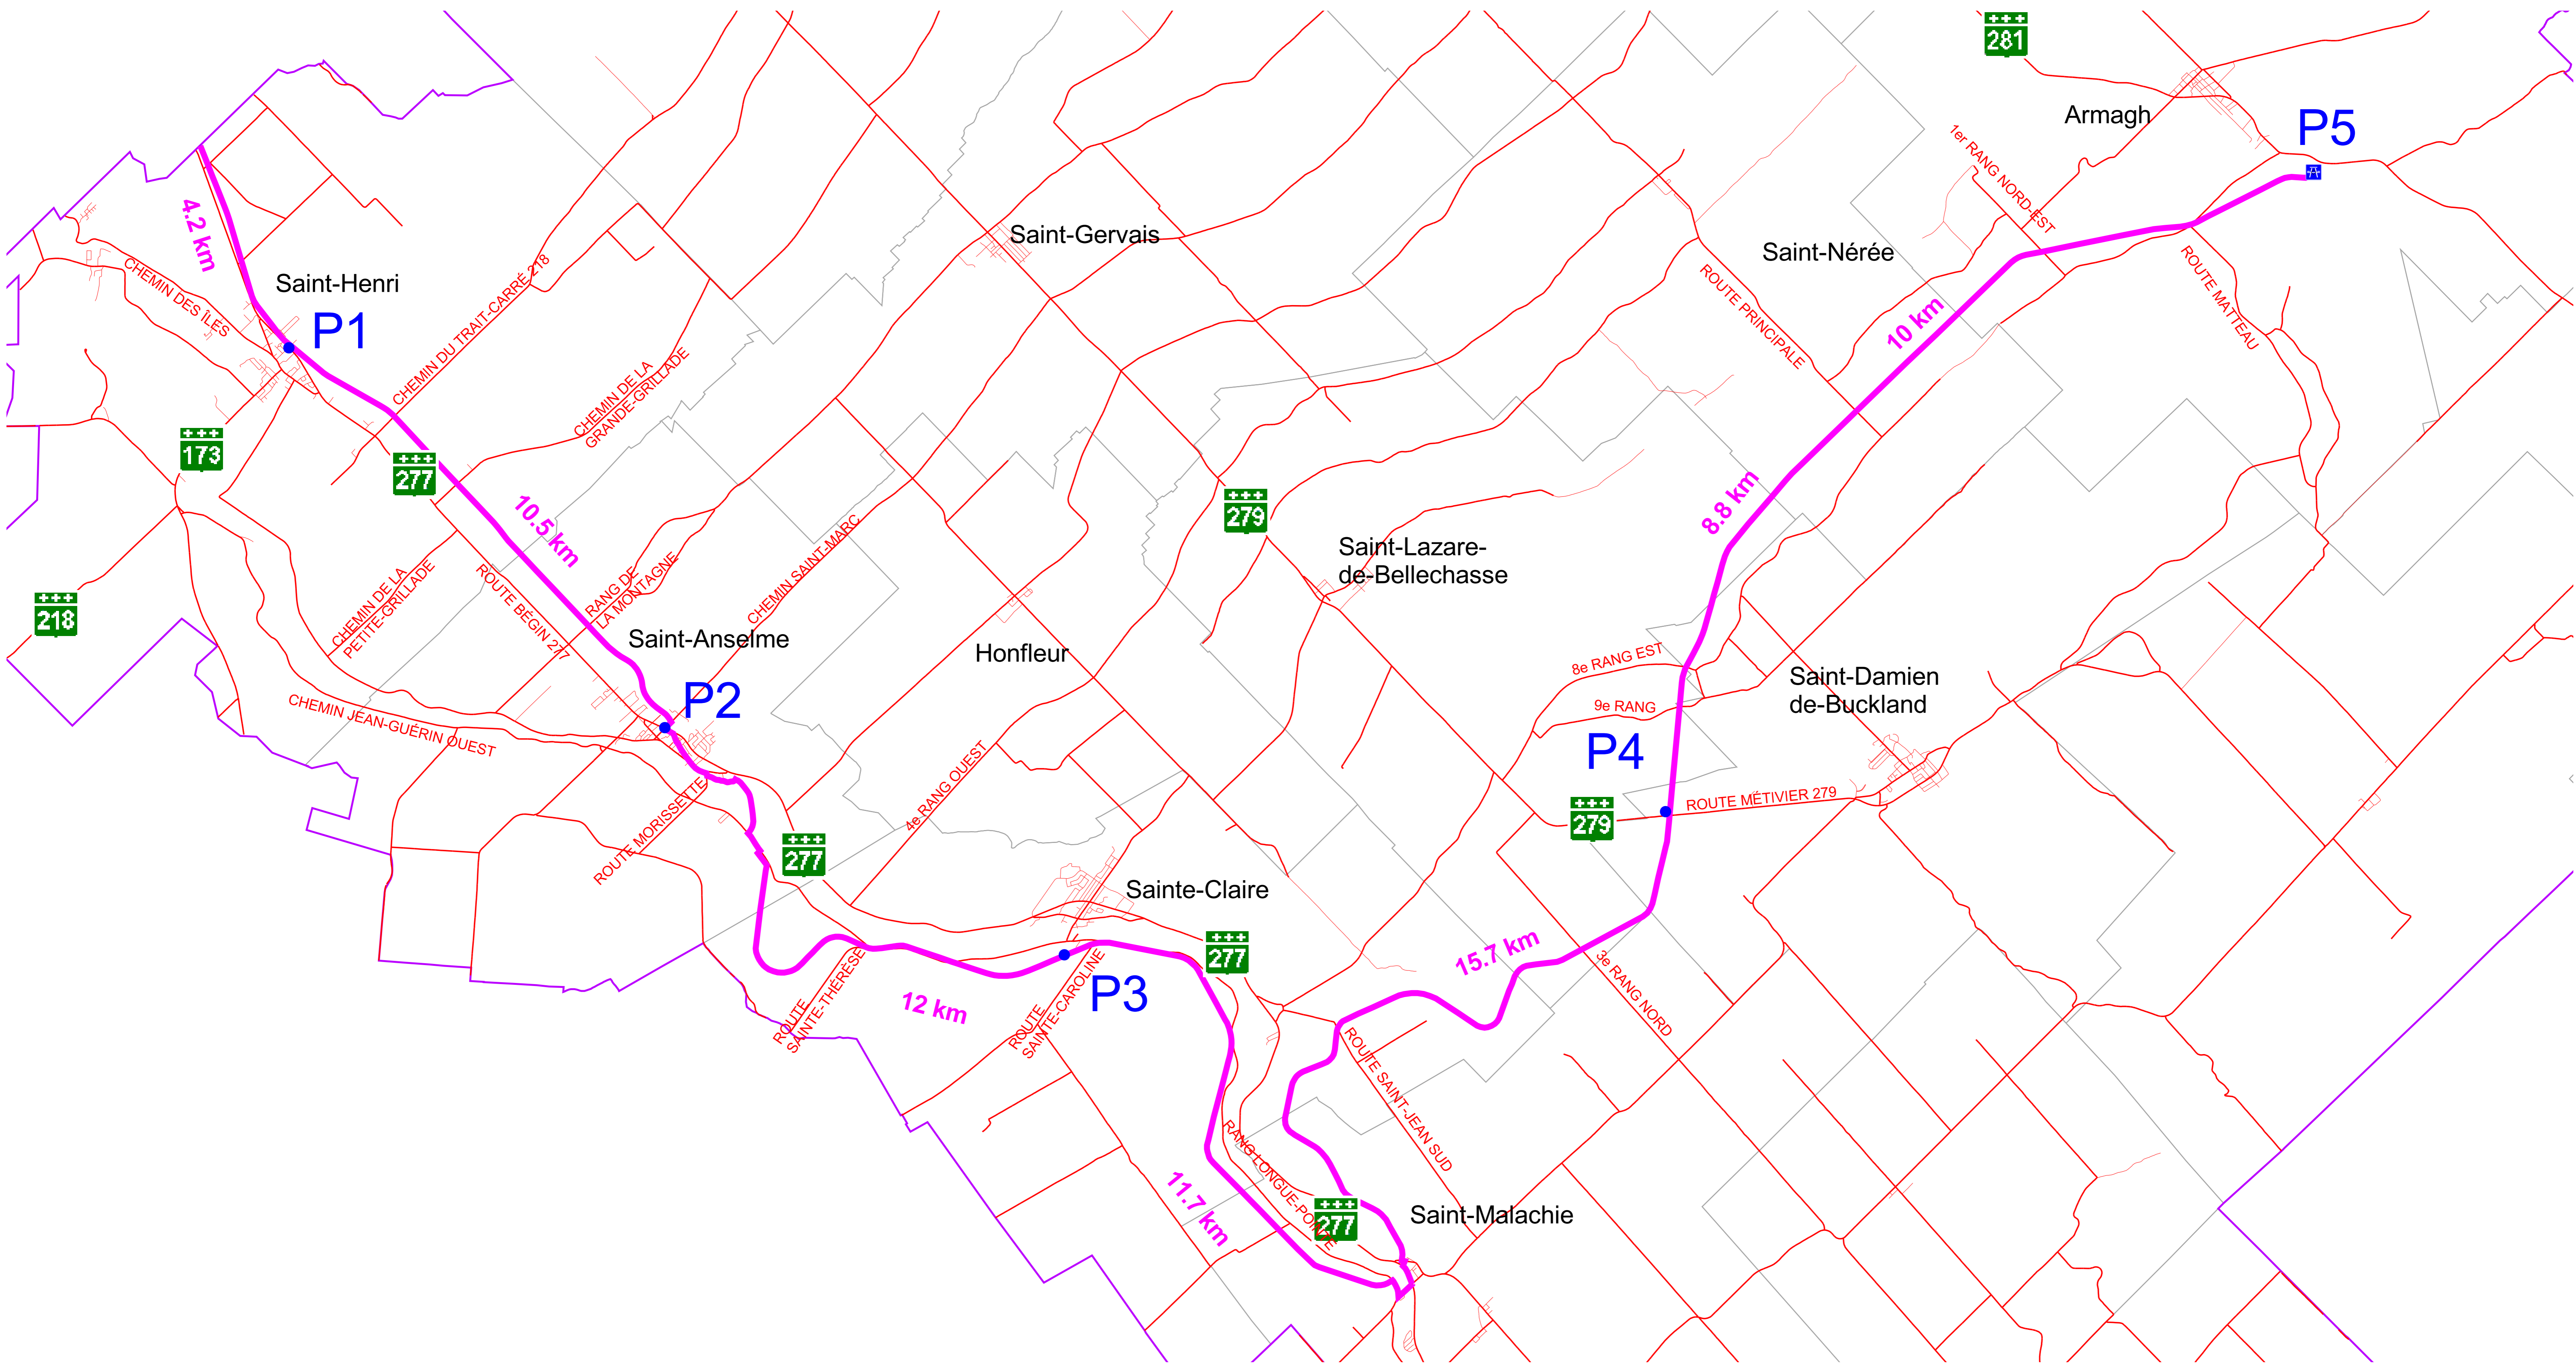 281
Armagh
P5
1er RANG NORD-EST
4.2 km
Saint-Gervais
Saint-Nérée
CHEMIN DES ÎLES
Saint-Henri
P1
CHEMIN DU TRAIT-CARRÉ 218
ROUTE PRINCIPALE
10 km
ROUTE MATTEAU
CHEMIN DE LA
GRANDE-GRILLADE
173
277
10.5 km
279
8.8 km
Saint-Lazare-
de-Bellechasse
218
CHEMIN DE LA
PETITE-GRILLADE
ROUTE BÉGIN 277
RANG DE
LA MONTAGNE
CHEMIN SAINT-MARC
Saint-Anselme
Honfleur
8e RANG EST
9e RANG
Saint-Damien
de-Buckland
CHEMIN JEAN-GUÉRIN OUEST
P2
P4
279
ROUTE MÉTIVIER 279
ROUTE MORISSETTE
4e RANG OUEST
277
Sainte-Claire
277
15.7 km
3e RANG NORD
ROUTE
SAINTE-THÉRÈSE
12 km
ROUTE
SAINTE-CAROLINE
P3
ROUTE SAINT-JEAN SUD
RANG LONGUE-POINTE
11.7 km
277
Saint-Malachie